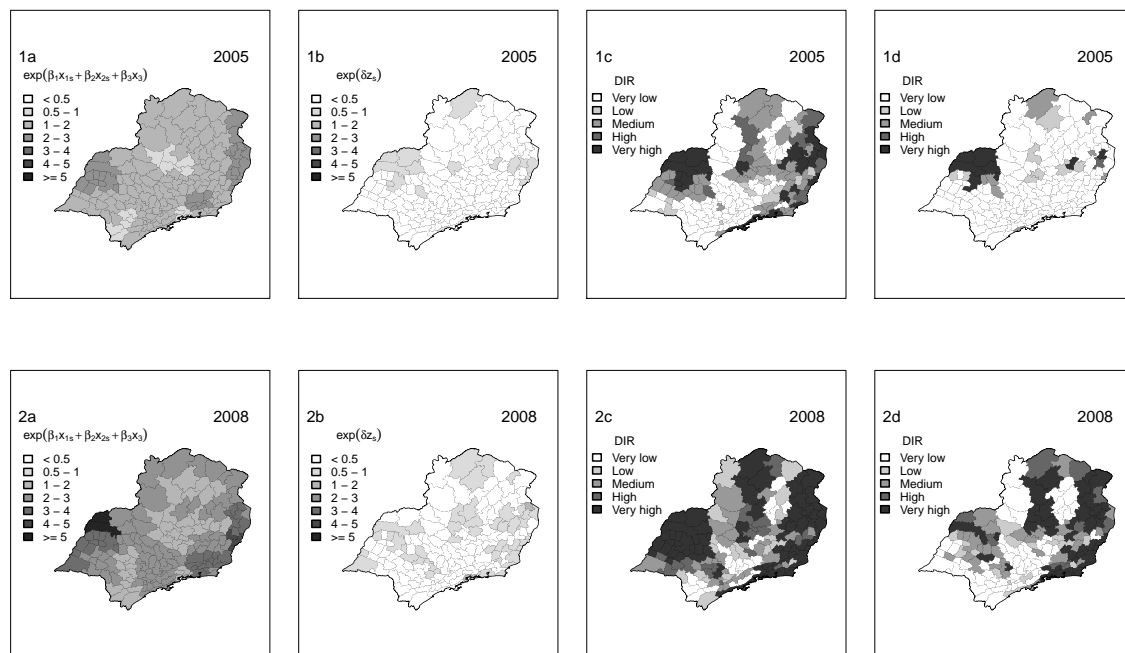 1a 2005
exp(β₁x₁ₛ + β₂x₂ₛ + β₃x₃)
< 0.5
0.5 − 1
1 − 2
2 − 3
3 − 4
4 − 5
>= 5
1b 2005
exp(δzₛ)
< 0.5
0.5 − 1
1 − 2
2 − 3
3 − 4
4 − 5
>= 5
1c 2005
DIR
Very low
Low
Medium
High
Very high
1d 2005
DIR
Very low
Low
Medium
High
Very high
2a 2008
exp(β₁x₁ₛ + β₂x₂ₛ + β₃x₃)
< 0.5
0.5 − 1
1 − 2
2 − 3
3 − 4
4 − 5
>= 5
2b 2008
exp(δzₛ)
< 0.5
0.5 − 1
1 − 2
2 − 3
3 − 4
4 − 5
>= 5
2c 2008
DIR
Very low
Low
Medium
High
Very high
2d 2008
DIR
Very low
Low
Medium
High
Very high